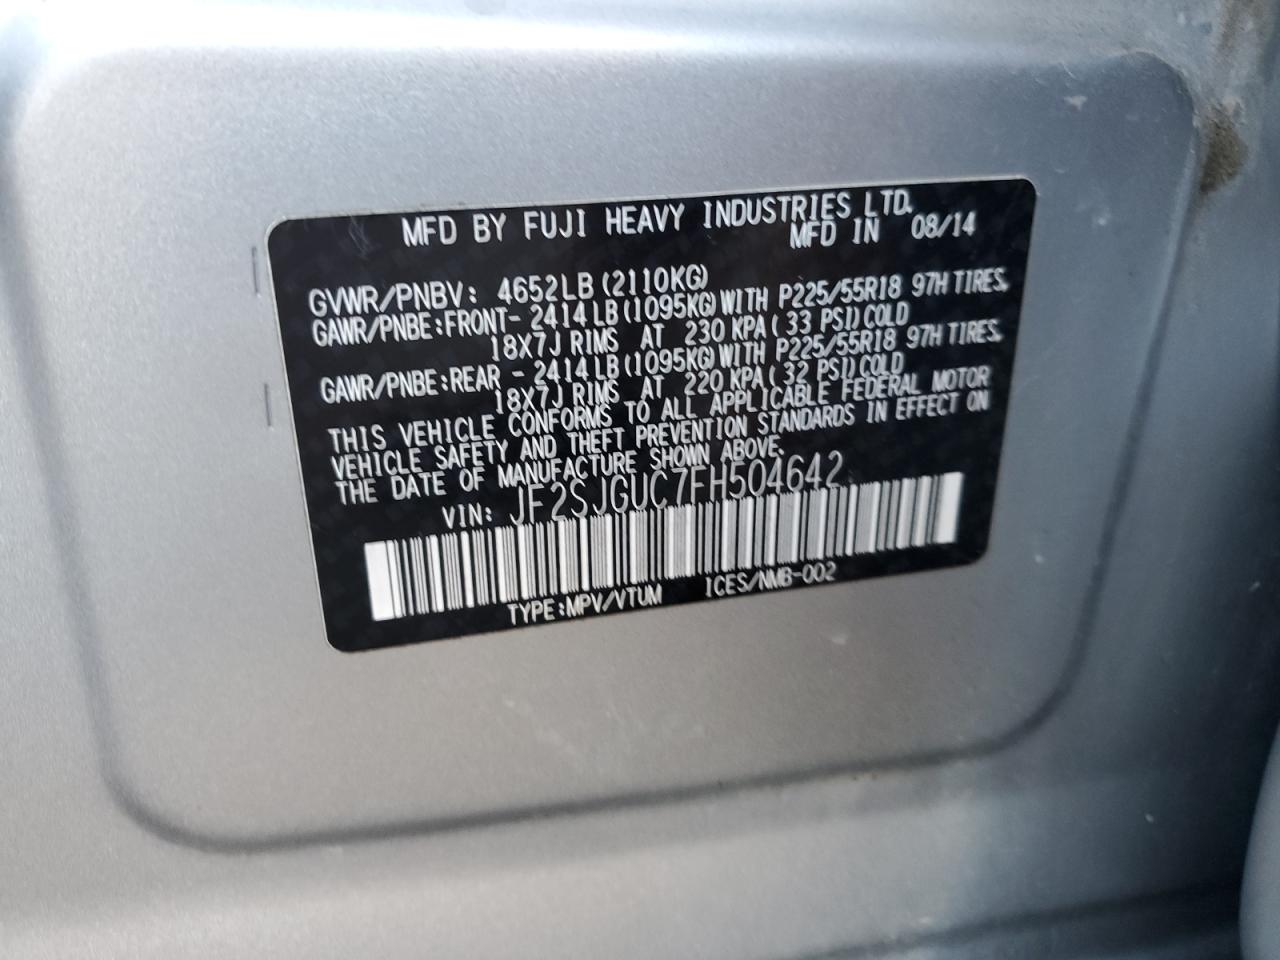 MFD BY FUJI HEAVY INDUSTRIES LTD.
MFD IN 08/14
GVWR/PNBV: 4652LB (2110KG)
GAWR/PNBE:FRONT- 2414LB (1095KG) WITH P225/55R18 97H TIRES,
18X7J RIMS AT 230 KPA ( 33 PSI) COLD
GAWR/PNBE:REAR - 2414LB (1095KG) WITH P225/55R18 97H TIRES,
18X7J RIMS AT 220 KPA ( 32 PSI) COLD
THIS VEHICLE CONFORMS TO ALL APPLICABLE FEDERAL MOTOR
VEHICLE SAFETY AND THEFT PREVENTION STANDARDS IN EFFECT ON
THE DATE OF MANUFACTURE SHOWN ABOVE.
VIN: JF2SJGUC7FH504642
TYPE:MPV/VTUM ICES/NMB-002